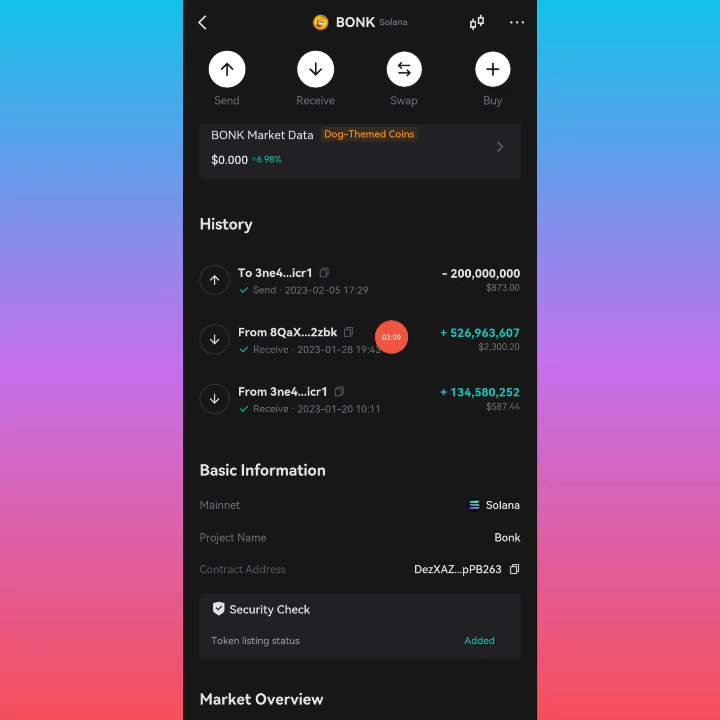 BONK Solana
Send Receive Swap Buy
BONK Market Data Dog-Themed Coins
$0.000 +6.98%
History
To 3ne4...icr1 - 200,000,000
Send · 2023-02-05 17:29 $873.00
From 8QaX...2zbk + 526,963,607
03:09
Receive · 2023-01-28 19:43 $2,300.20
From 3ne4...icr1 + 134,580,252
Receive · 2023-01-20 10:11 $587.44
Basic Information
Mainnet Solana
Project Name Bonk
Contract Address DezXAZ...pPB263
Security Check
Token listing status Added
Market Overview